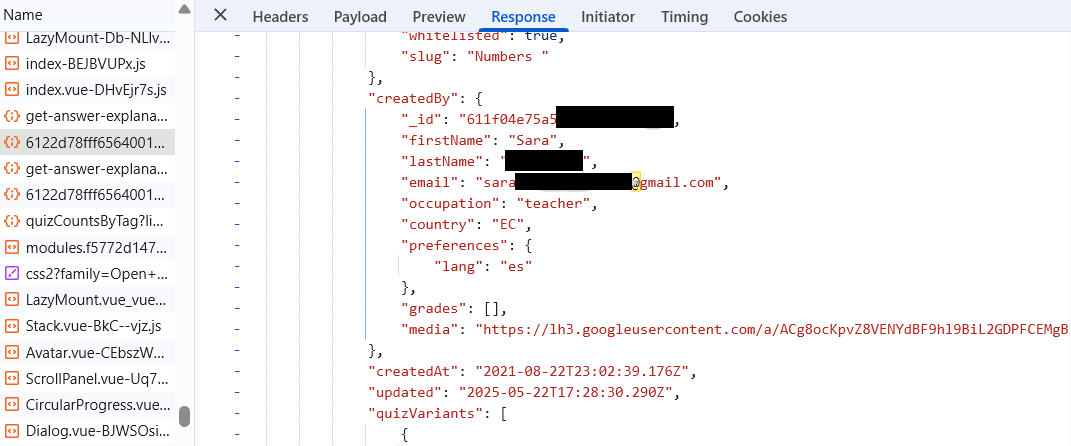 Name
LazyMount-Db-NLlv...
index-BEJBVUPx.js
index.vue-DHvEjr7s.js
get-answer-explana...
6122d78fff6564001...
get-answer-explana...
6122d78fff6564001...
quizCountsByTag?li...
modules.f5772d147...
css2?family=Open+...
LazyMount.vue_vue...
Stack.vue-BkC--vjz.js
Avatar.vue-CEbszW...
ScrollPanel.vue-Uq7...
CircularProgress.vue...
Dialog.vue-BJWSOsi...
Headers Payload Preview Response Initiator Timing Cookies
"whitelisted": true,
"slug": "Numbers "
},
"createdBy": {
"_id": "611f04e75a5 ,
"firstName": "Sara",
"lastName": " ",
"email": "sara @gmail.com",
"occupation": "teacher",
"country": "EC",
"preferences": {
"lang": "es"
},
"grades": [],
"media": "https://lh3.googleusercontent.com/a/ACg8ocKpvZ8VENYdBF9hl9BiL2GDPFCEMgB
},
"createdAt": "2021-08-22T23:02:39.176Z",
"updated": "2025-05-22T17:28:30.290Z",
"quizVariants": [
{